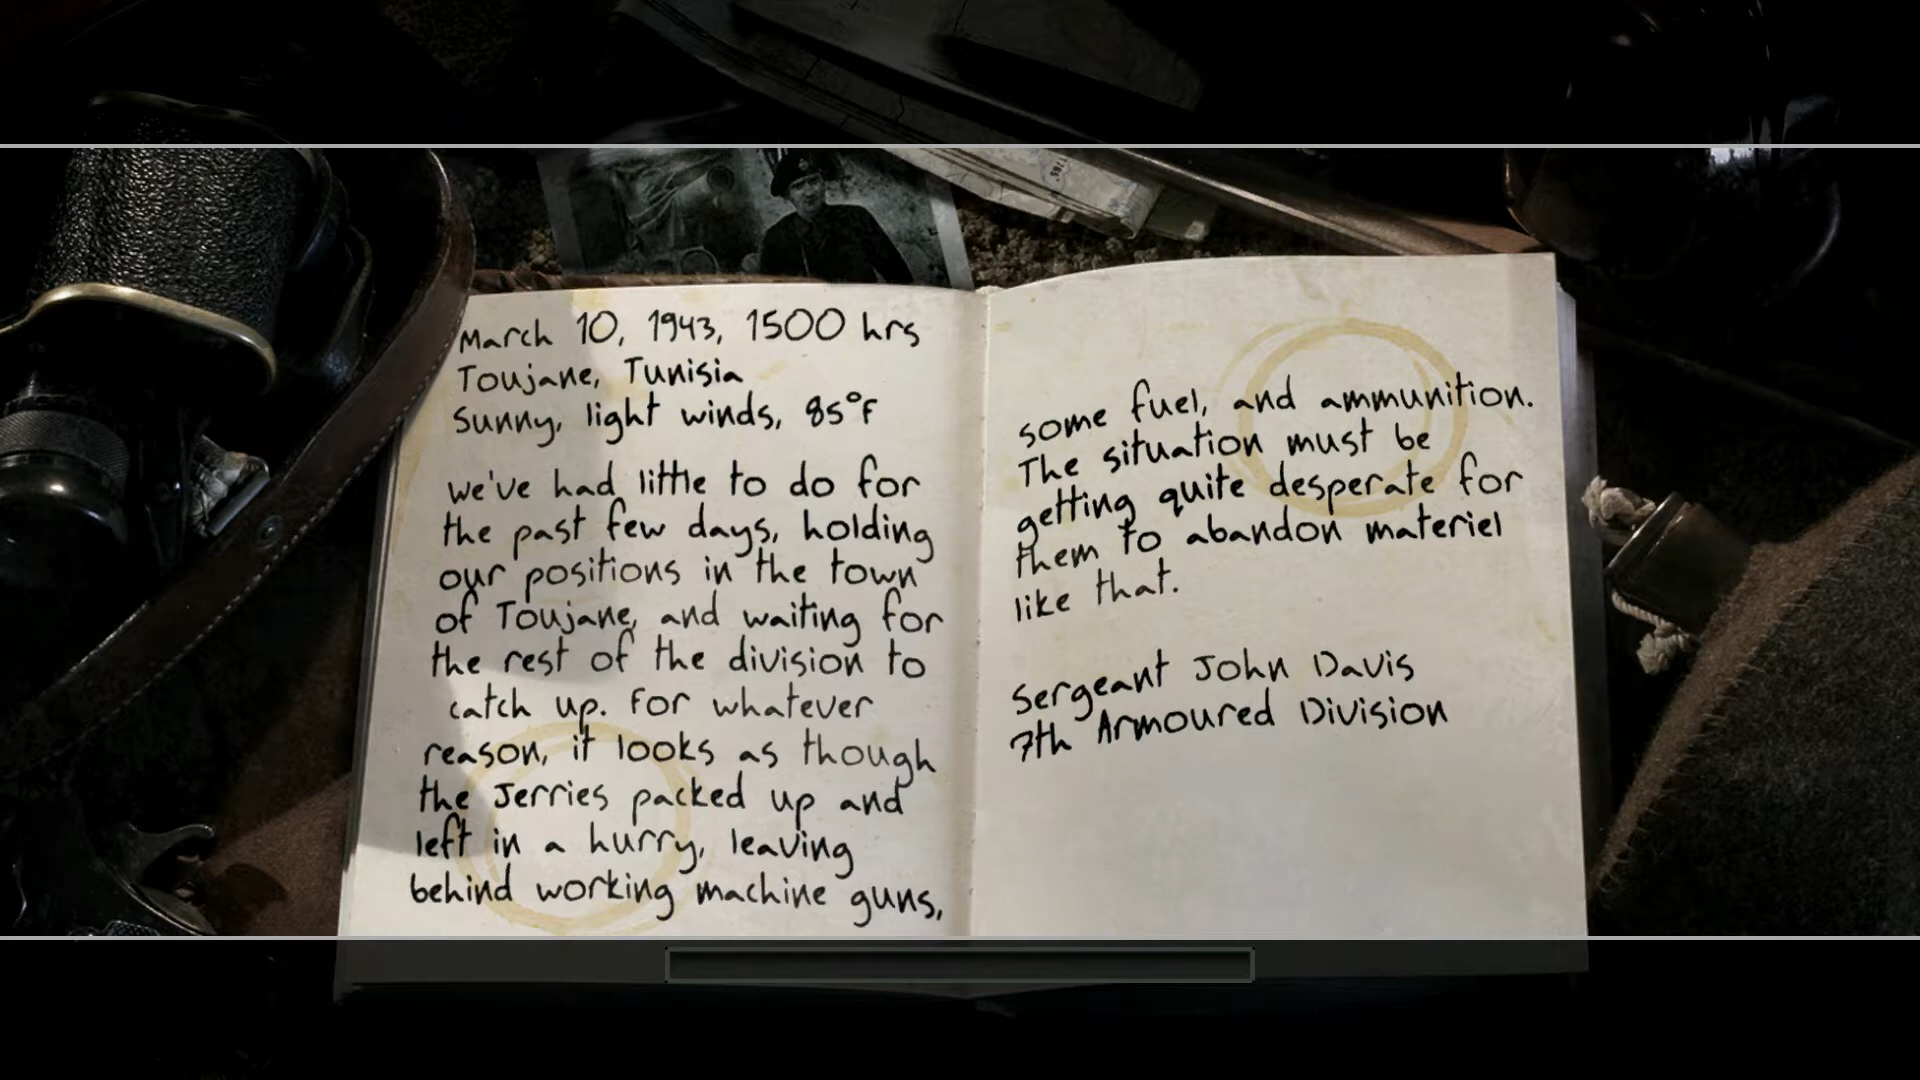 March 10, 1943, 1500 hrs
Toujane, Tunisia
Sunny, light winds, 85°F
We've had little to do for
the past few days, holding
our positions in the town
of Toujane, and waiting for
the rest of the division to
catch up. For whatever
reason, it looks as though
the Jerries packed up and
left in a hurry, leaving
behind working machine guns,
some fuel, and ammunition.
The situation must be
getting quite desperate for
them to abandon materiel
like that.
Sergeant John Davis
7th Armoured Division